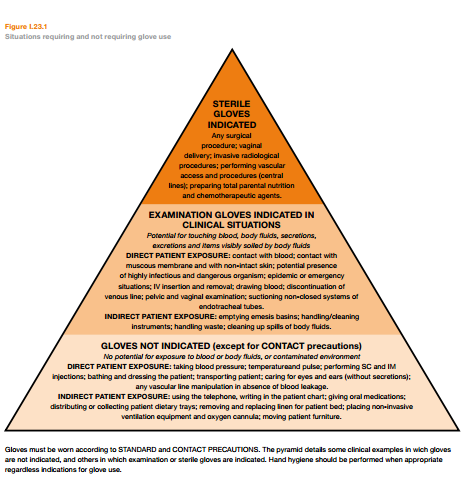 Figure I.23.1
Situations requiring and not requiring glove use
STERILE
GLOVES
INDICATED
Any surgical
procedure; vaginal
delivery; invasive radiological
procedures; performing vascular
access and procedures (central
lines); preparing total parental nutrition
and chemotherapeutic agents.
EXAMINATION GLOVES INDICATED IN
CLINICAL SITUATIONS
Potential for touching blood, body fluids, secretions,
excretions and items visibly soiled by body fluids
DIRECT PATIENT EXPOSURE: contact with blood; contact with
muscous membrane and with non-intact skin; potential presence
of highly infectious and dangerous organism; epidemic or emergency
situations; IV insertion and removal; drawing blood; discontinuation of
venous line; pelvic and vaginal examination; suctioning non-closed systems of
endotracheal tubes.
INDIRECT PATIENT EXPOSURE: emptying emesis basins; handling/cleaning
instruments; handling waste; cleaning up spills of body fluids.
GLOVES NOT INDICATED (except for CONTACT precautions)
No potential for exposure to blood or body fluids, or contaminated environment
DIRECT PATIENT EXPOSURE: taking blood pressure; temperatureand pulse; performing SC and IM
injections; bathing and dressing the patient; transporting patient; caring for eyes and ears (without secretions);
any vascular line manipulation in absence of blood leakage.
INDIRECT PATIENT EXPOSURE: using the telephone, writing in the patient chart; giving oral medications;
distributing or collecting patient dietary trays; removing and replacing linen for patient bed; placing non-invasive
ventilation equipment and oxygen cannula; moving patient furniture.
Gloves must be worn according to STANDARD and CONTACT PRECAUTIONS. The pyramid details some clinical examples in wich gloves
are not indicated, and others in which examination or sterile gloves are indicated. Hand hygiene should be performed when appropriate
regardless indications for glove use.